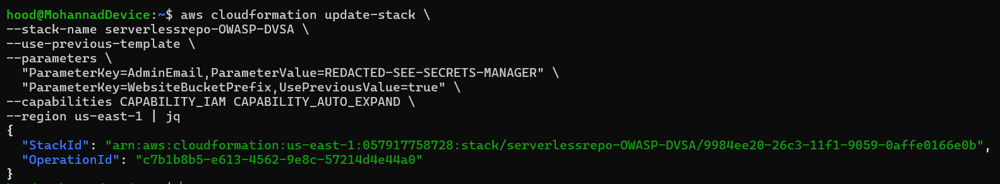 hood@MohannadDevice:~$ aws cloudformation update-stack \
--stack-name serverlessrepo-OWASP-DVSA \
--use-previous-template \
--parameters \
  "ParameterKey=AdminEmail,ParameterValue=REDACTED-SEE-SECRETS-MANAGER" \
  "ParameterKey=WebsiteBucketPrefix,UsePreviousValue=true" \
--capabilities CAPABILITY_IAM CAPABILITY_AUTO_EXPAND \
--region us-east-1 | jq
{
  "StackId": "arn:aws:cloudformation:us-east-1:057917758728:stack/serverlessrepo-OWASP-DVSA/9984ee20-26c3-11f1-9059-0affe0166e0b",
  "OperationId": "c7b1b8b5-e613-4562-9e8c-57214d4e44a0"
}